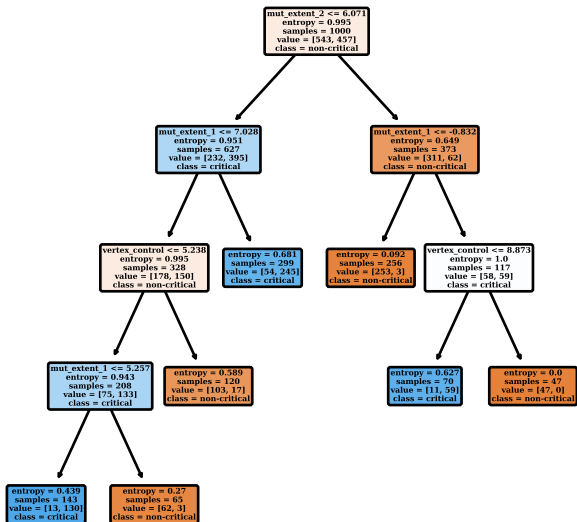 mut_extent_2 <= 6.071
entropy = 0.995
samples = 1000
value = [543, 457]
class = non-critical
mut_extent_1 <= 7.028
entropy = 0.951
samples = 627
value = [232, 395]
class = critical
mut_extent_1 <= -0.832
entropy = 0.649
samples = 373
value = [311, 62]
class = non-critical
vertex_control <= 5.238
entropy = 0.995
samples = 328
value = [178, 150]
class = non-critical
entropy = 0.681
samples = 299
value = [54, 245]
class = critical
entropy = 0.092
samples = 256
value = [253, 3]
class = non-critical
vertex_control <= 8.873
entropy = 1.0
samples = 117
value = [58, 59]
class = critical
mut_extent_1 <= 5.257
entropy = 0.943
samples = 208
value = [75, 133]
class = critical
entropy = 0.589
samples = 120
value = [103, 17]
class = non-critical
entropy = 0.627
samples = 70
value = [11, 59]
class = critical
entropy = 0.0
samples = 47
value = [47, 0]
class = non-critical
entropy = 0.439
samples = 143
value = [13, 130]
class = critical
entropy = 0.27
samples = 65
value = [62, 3]
class = non-critical